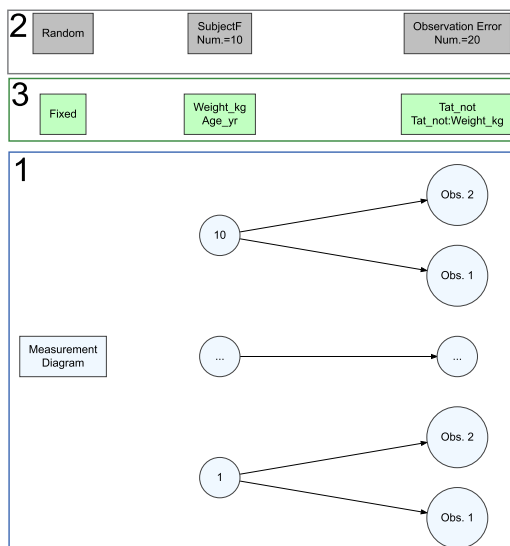 2
Random
SubjectF
Num.=10
Observation Error
Num.=20
3
Fixed
Weight_kg
Age_yr
Tat_not
Tat_not:Weight_kg
1
Obs. 2
10
Obs. 1
Measurement
Diagram
...
...
Obs. 2
1
Obs. 1